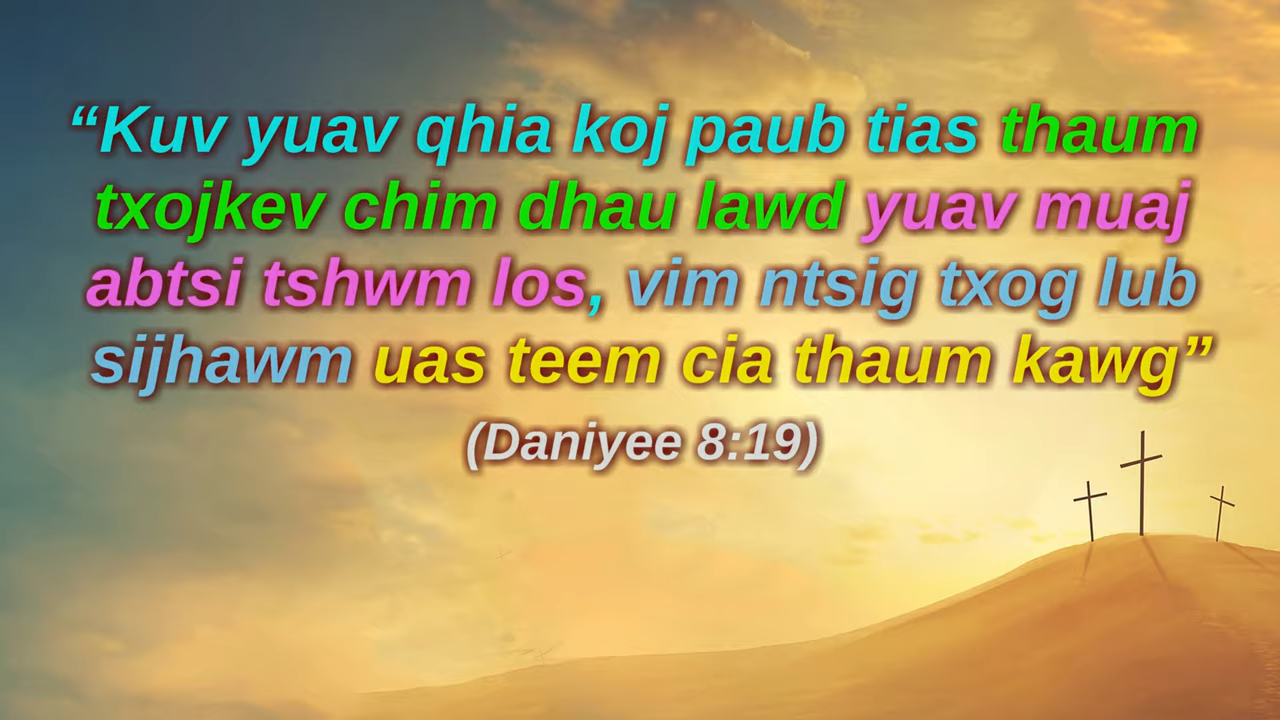 “Kuv yuav qhia koj paub tias thaum
txojkev chim dhau lawd yuav muaj
abtsi tshwm los, vim ntsig txog lub
sijhawm uas teem cia thaum kawg”
(Daniyee 8:19)